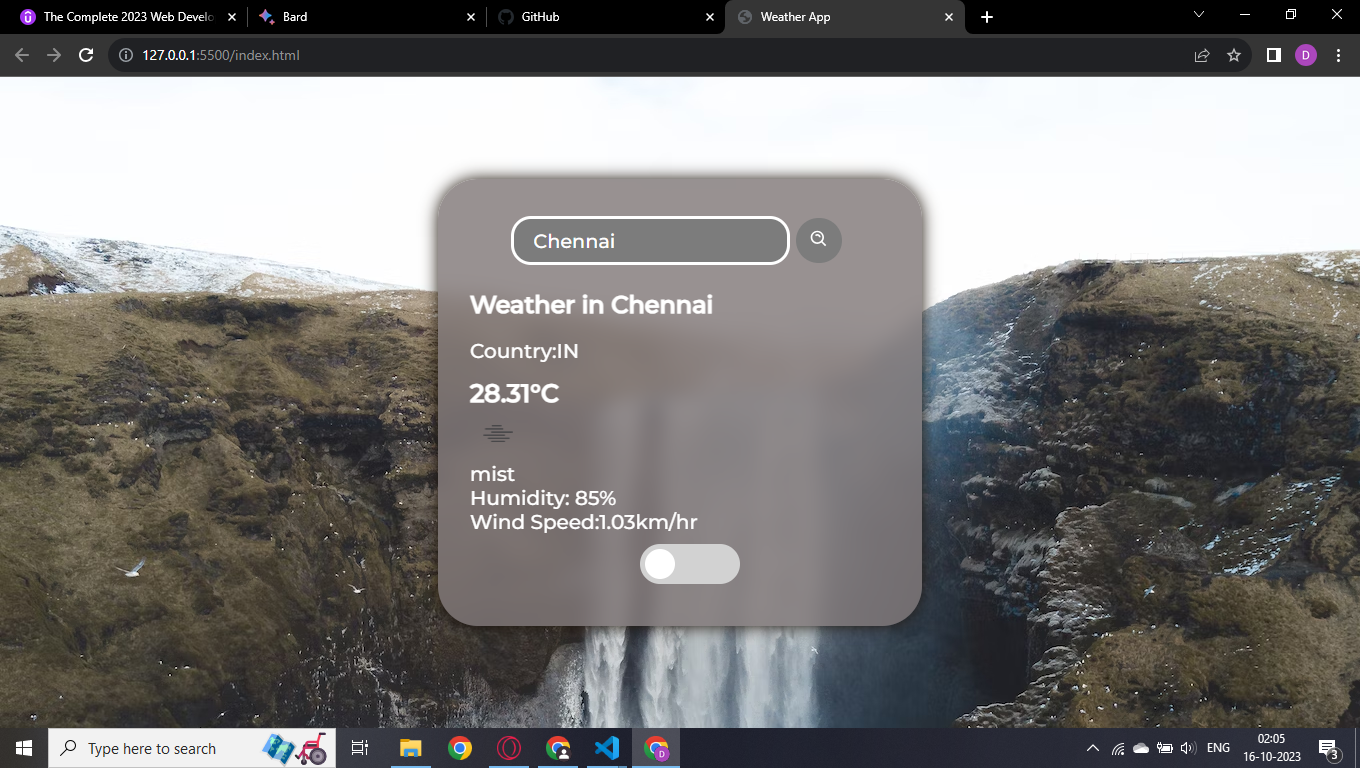 The Complete 2023 Web Develo
Bard
GitHub
Weather App
127.0.0.1:5500/index.html
D
Chennai
Weather in Chennai
Country:IN
28.31°C
mist
Humidity: 85%
Wind Speed:1.03km/hr
Type here to search
D
ENG
02:05
16-10-2023
3